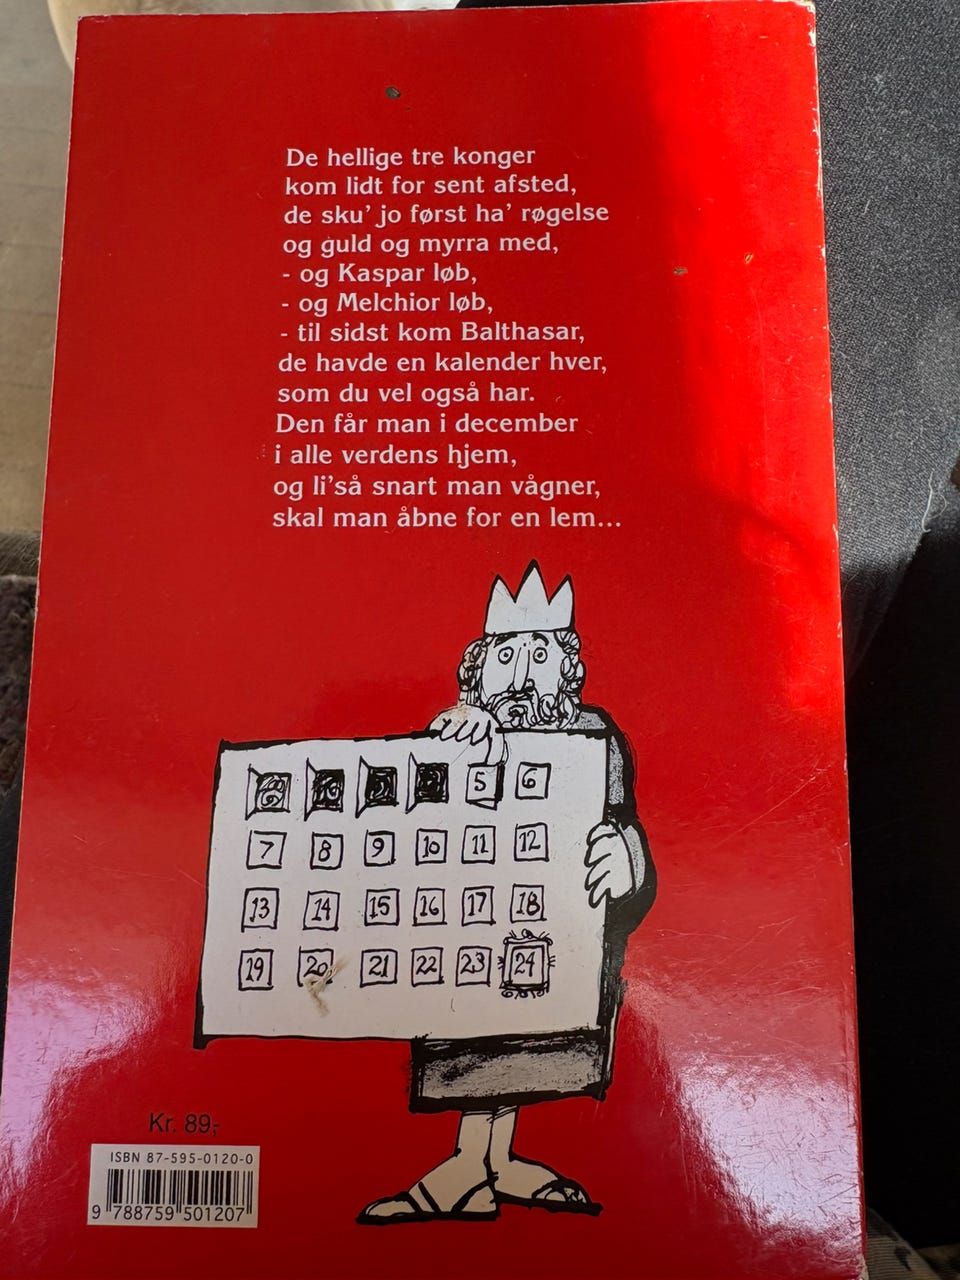 De hellige tre konger
kom lidt for sent afsted,
de sku' jo først ha' røgelse
og guld og myrra med,
- og Kaspar løb,
- og Melchior løb,
- til sidst kom Balthasar,
de havde en kalender hver,
som du vel også har.
Den får man i december
i alle verdens hjem,
og li'så snart man vågner,
skal man åbne for en lem...
5 6
7 8 9 10 11 12
13 14 15 16 17 18
19 20 21 22 23 24
Kr. 89,-
ISBN 87-595-0120-0
9 788759 501207